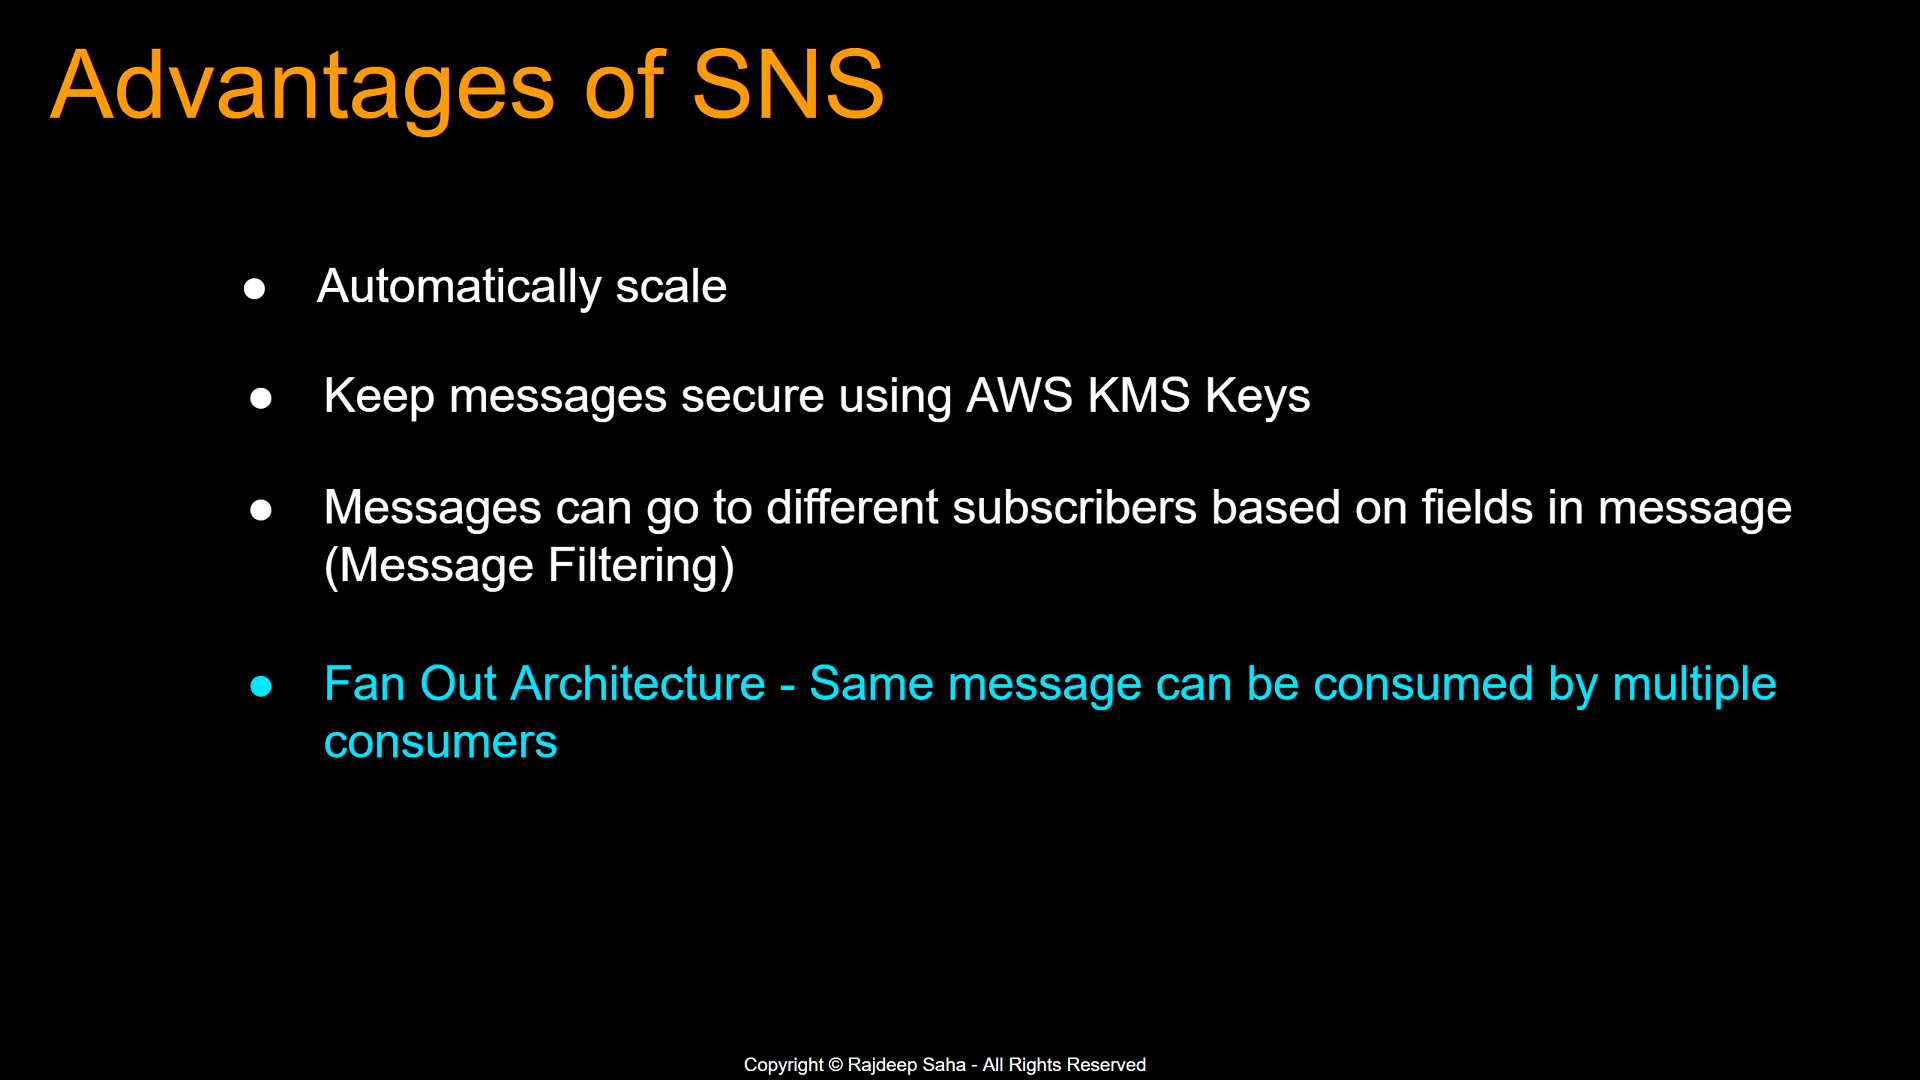 Advantages of SNS
● Automatically scale
● Keep messages secure using AWS KMS Keys
● Messages can go to different subscribers based on fields in message
(Message Filtering)
● Fan Out Architecture - Same message can be consumed by multiple
consumers
Copyright © Rajdeep Saha - All Rights Reserved